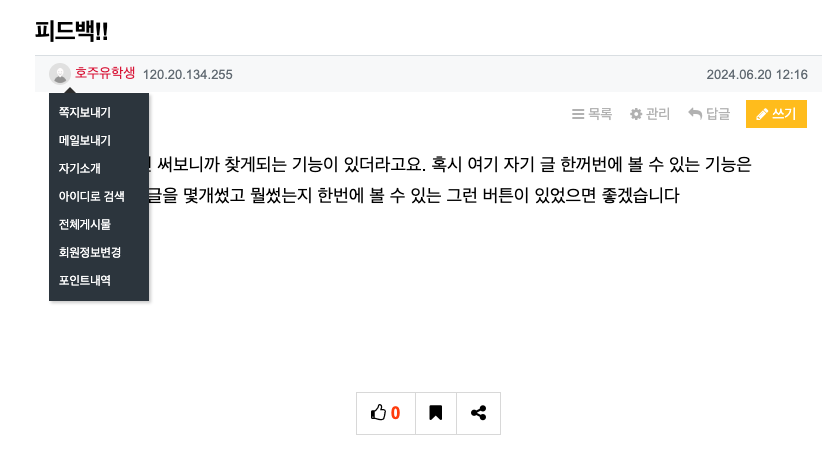 피드백!!
호주유학생 120.20.134.255 2024.06.20 12:16
목록 관리 답글 쓰기
쪽지보내기
메일보내기
자기소개
아이디로 검색
전체게시물
회원정보변경
포인트내역
써보니까 찾게되는 기능이 있더라고요. 혹시 여기 자기 글 한꺼번에 볼 수 있는 기능은
글을 몇개썼고 뭘썼는지 한번에 볼 수 있는 그런 버튼이 있었으면 좋겠습니다
0